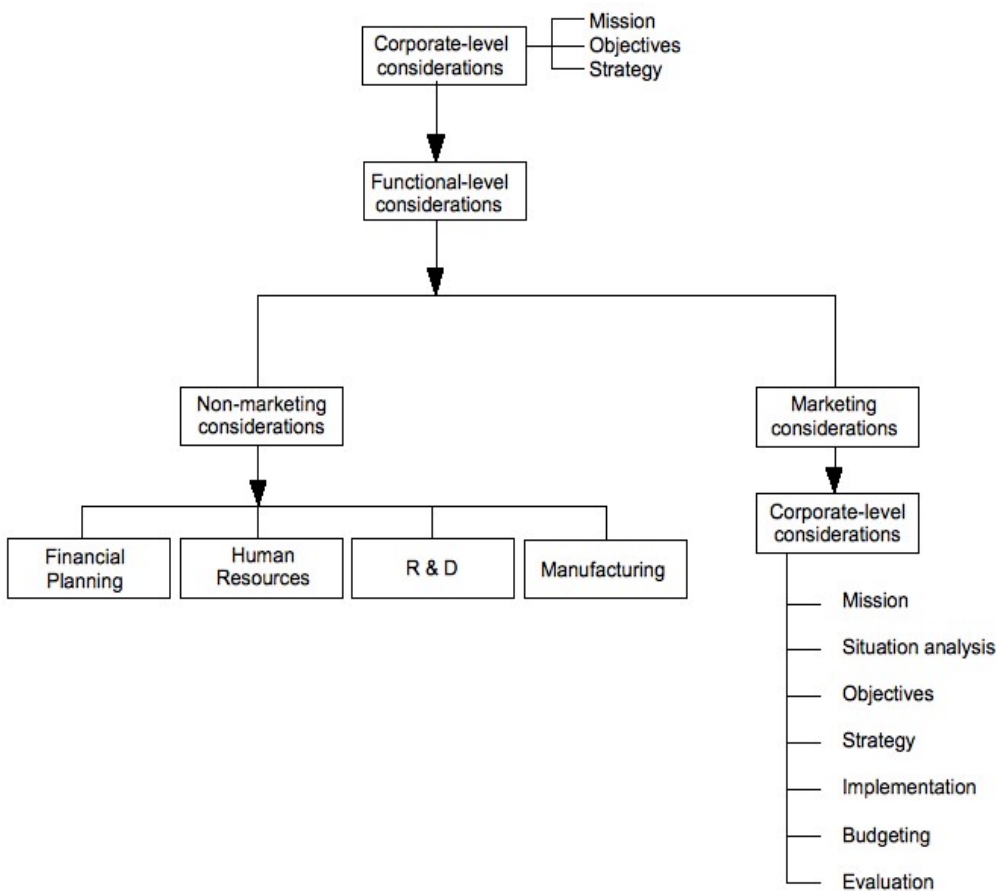 Corporate-level
considerations
Mission
Objectives
Strategy
Functional-level
considerations
Non-marketing
considerations
Marketing
considerations
Financial
Planning
Human
Resources
R & D
Manufacturing
Corporate-level
considerations
Mission
Situation analysis
Objectives
Strategy
Implementation
Budgeting
Evaluation